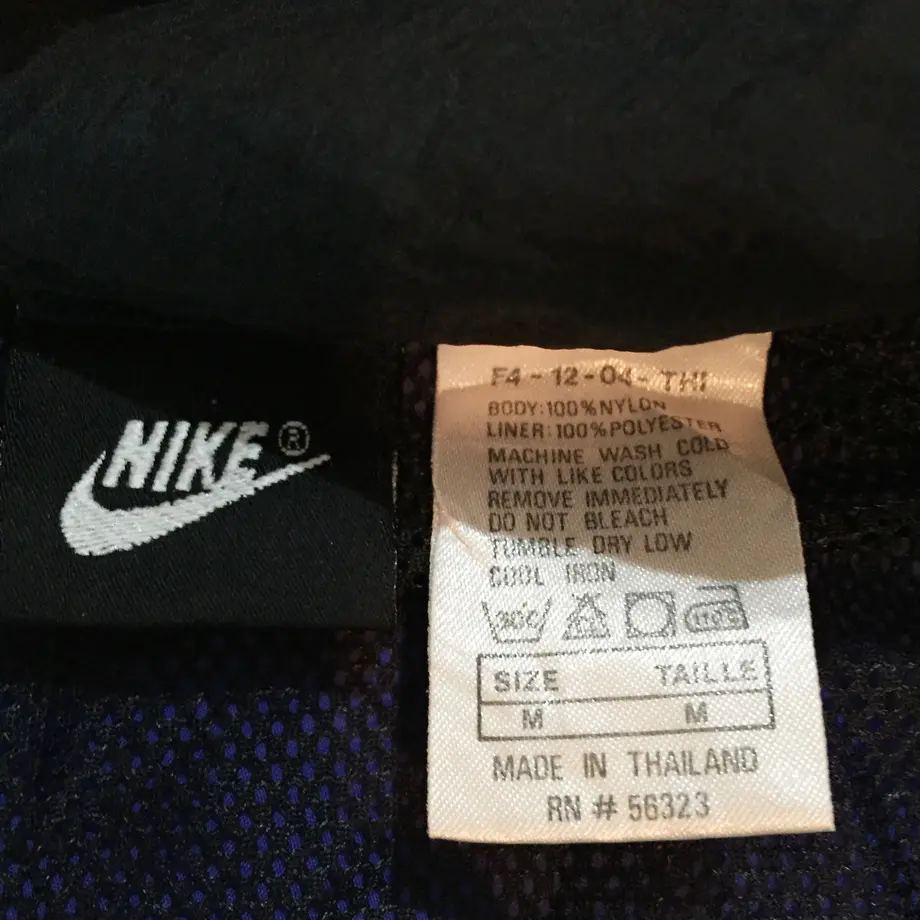 NIKE®
F4-12-04-THI
BODY:100%NYLON
LINER:100%POLYESTER
MACHINE WASH COLD
WITH LIKE COLORS
REMOVE IMMEDIATELY
DO NOT BLEACH
TUMBLE DRY LOW
COOL IRON
30C 110°C
SIZE TAILLE
M M
MADE IN THAILAND
RN # 56323